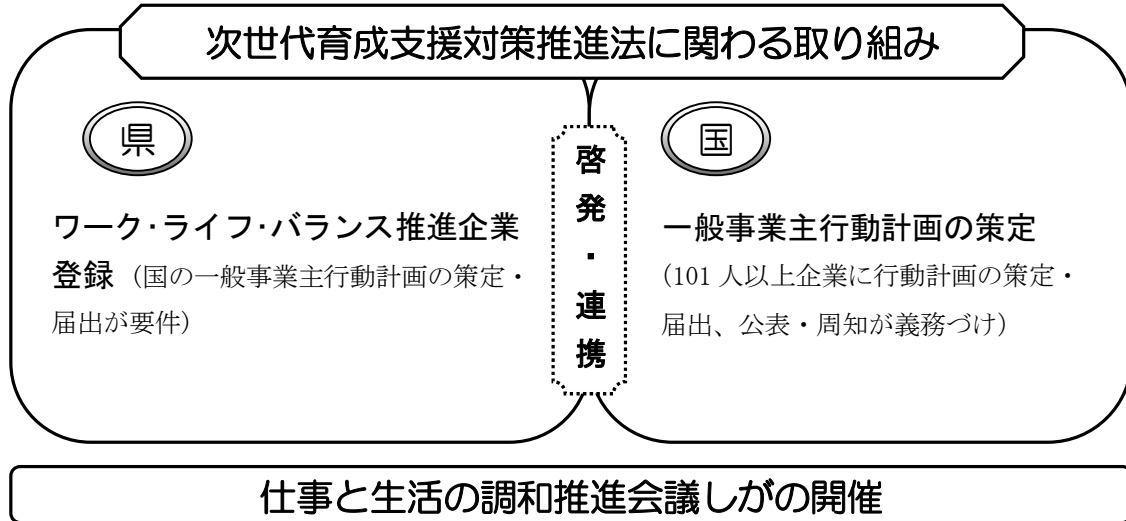 次世代育成支援対策推進法に関わる取り組み
県
ワーク・ライフ・バランス推進企業
登録（国の一般事業主行動計画の策定・
届出が要件）
啓発・連携
国
一般事業主行動計画の策定
（101 人以上企業に行動計画の策定・
届出、公表・周知が義務づけ）
仕事と生活の調和推進会議しがの開催